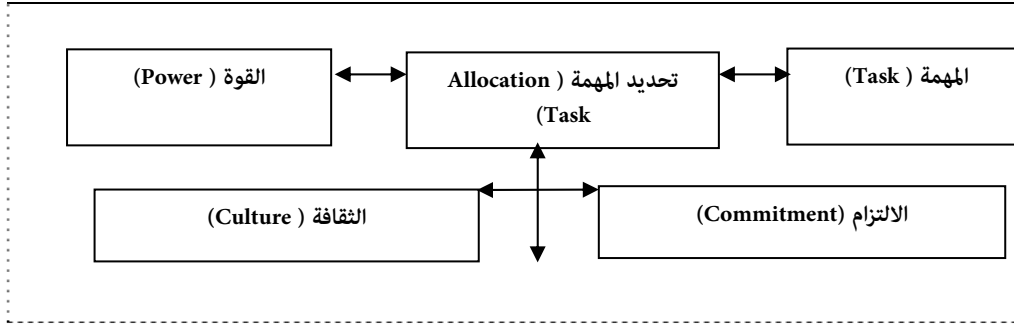 المهمة (Task)
تحديد المهمة ( Allocation
Task)
القوة ( Power)
الالتزام (Commitment)
الثقافة ( Culture)